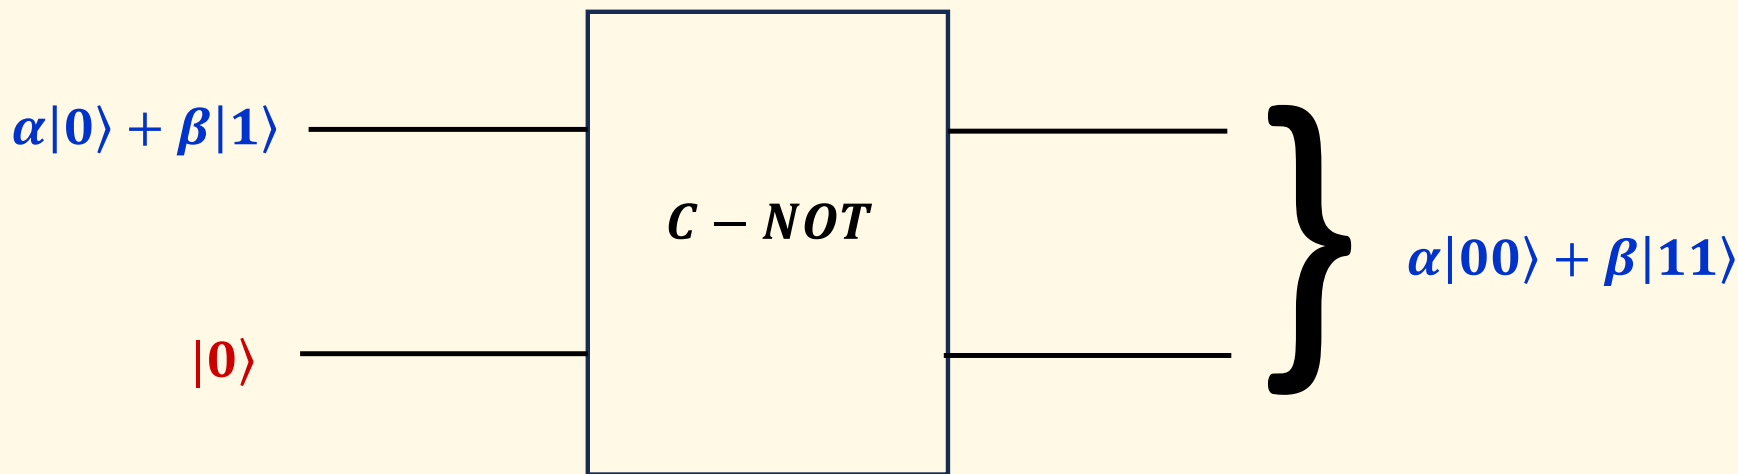 𝜶|𝟎⟩ + 𝜷|𝟏⟩
𝑪 − 𝑵𝑶𝑻
𝜶|𝟎𝟎⟩ + 𝜷|𝟏𝟏⟩
|𝟎⟩